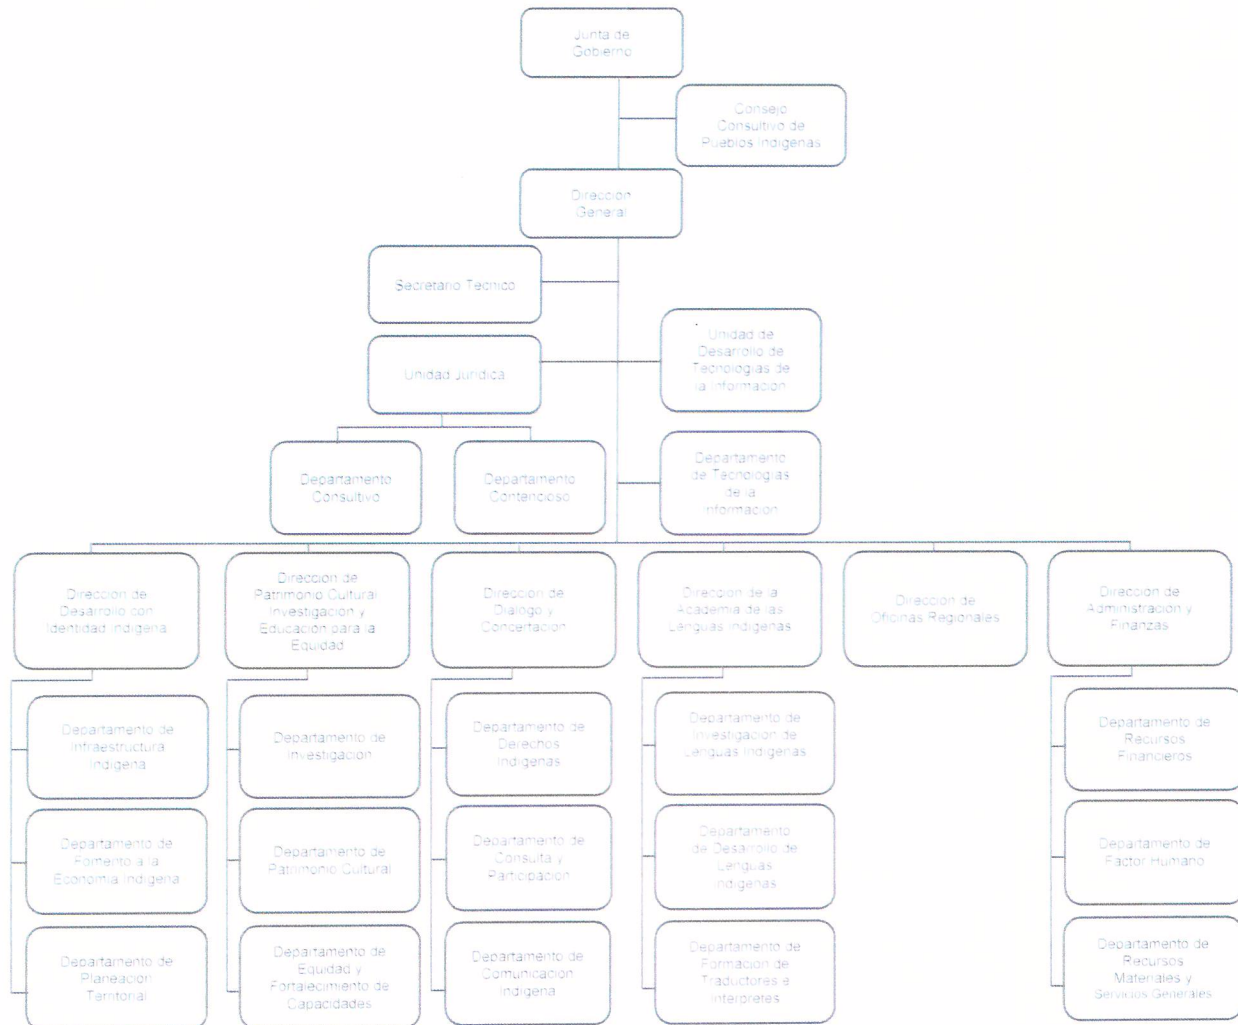 Junta de
Gobierno
Consejo
Consultivo de
Pueblos Indígenas
Dirección
General
Secretario Técnico
Unidad Jurídica
Unidad de
Desarrollo de
Tecnologías de
la Información
Departamento
Consultivo
Departamento
Contencioso
Departamento
de Tecnologías
de la
Información
Dirección de
Desarrollo con
Identidad Indígena
Dirección de
Patrimonio Cultural
Investigación y
Educación para la
Equidad
Dirección de
Diálogo y
Concertación
Dirección de la
Academia de las
Lenguas Indígenas
Dirección de
Oficinas Regionales
Dirección de
Administración y
Finanzas
Departamento de
Infraestructura
Indígena
Departamento de
Investigación
Departamento de
Derechos
Indígenas
Departamento de
Investigación de
Lenguas Indígenas
Departamento de
Recursos
Financieros
Departamento de
Fomento a la
Economía Indígena
Departamento de
Patrimonio Cultural
Departamento de
Consulta y
Participación
Departamento
de Desarrollo de
Lenguas
Indígenas
Departamento de
Factor Humano
Departamento de
Planeación
Territorial
Departamento de
Equidad y
Fortalecimiento de
Capacidades
Departamento de
Comunicación
Indígena
Departamento de
Formación de
Traductores e
Intérpretes
Departamento de
Recursos
Materiales y
Servicios Generales